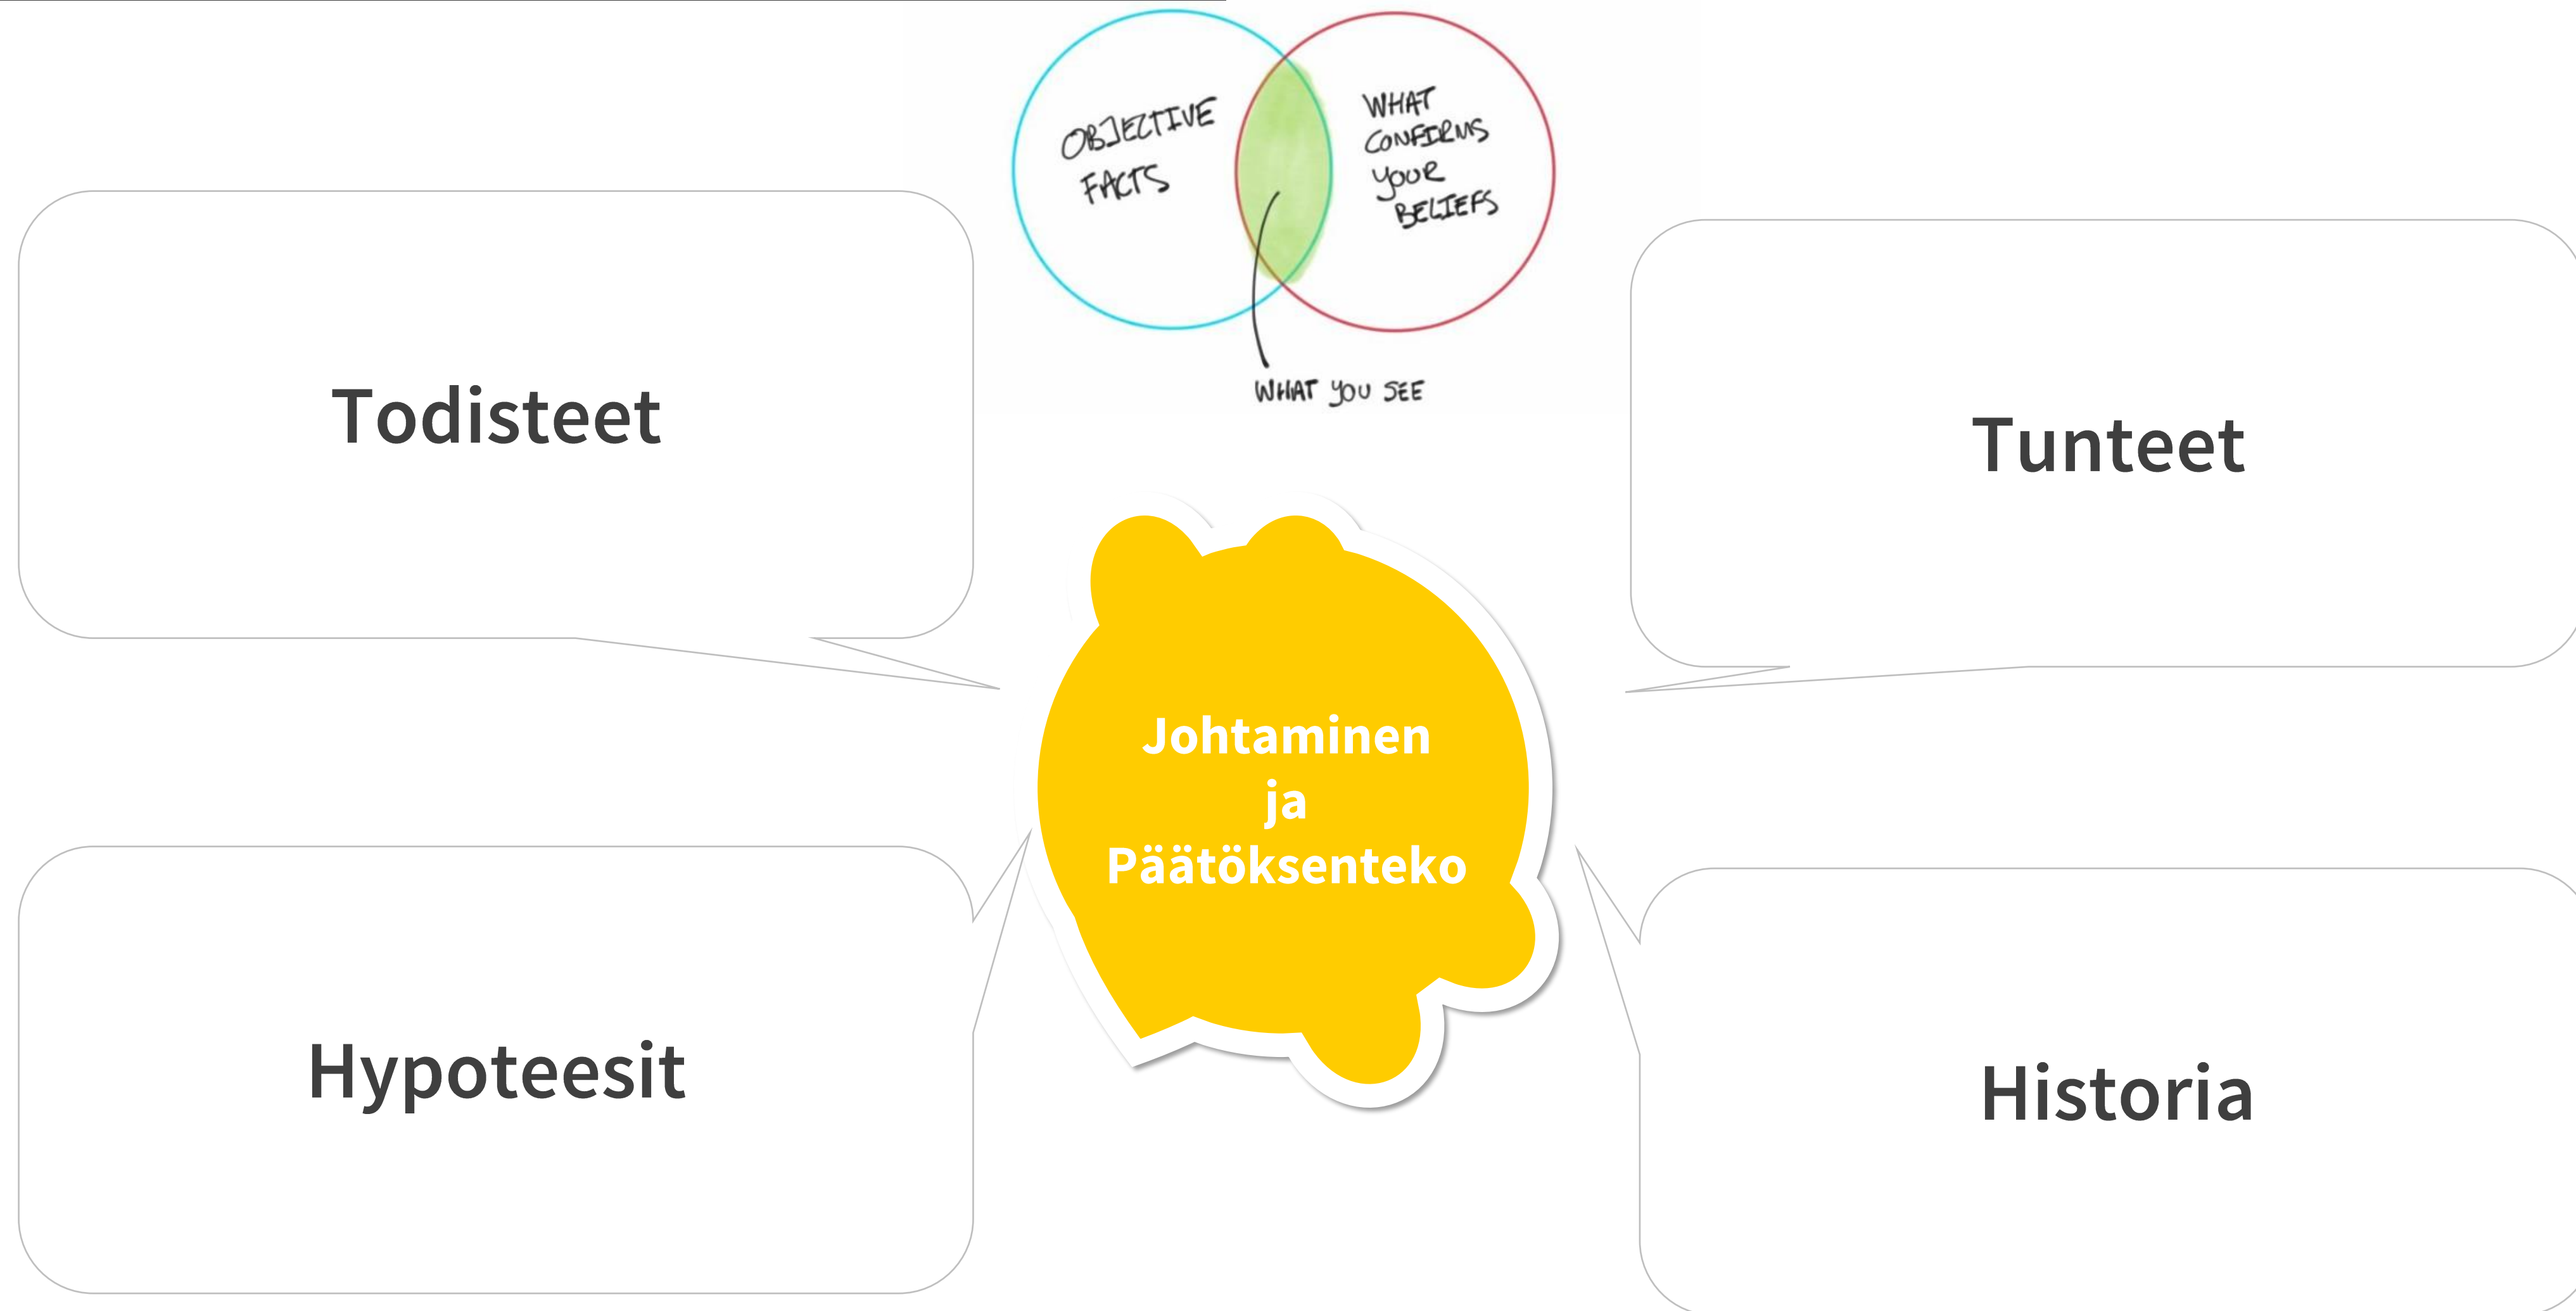 OBJECTIVE
FACTS
WHAT
CONFIRMS
YOUR
BELIEFS
WHAT YOU SEE
Todisteet
Tunteet
Johtaminen
ja
Päätöksenteko
Hypoteesit
Historia